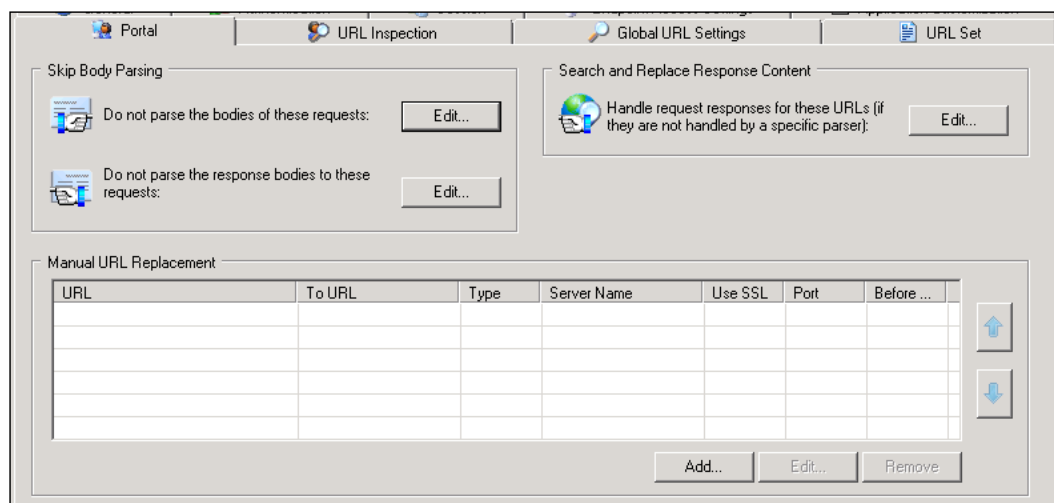 Portal
URL Inspection
Global URL Settings
URL Set
Skip Body Parsing
Do not parse the bodies of these requests:
Edit...
Do not parse the response bodies to these
requests:
Edit...
Search and Replace Response Content
Handle request responses for these URLs (if
they are not handled by a specific parser):
Edit...
Manual URL Replacement
URL To URL Type Server Name Use SSL Port Before ...
Add... Edit... Remove